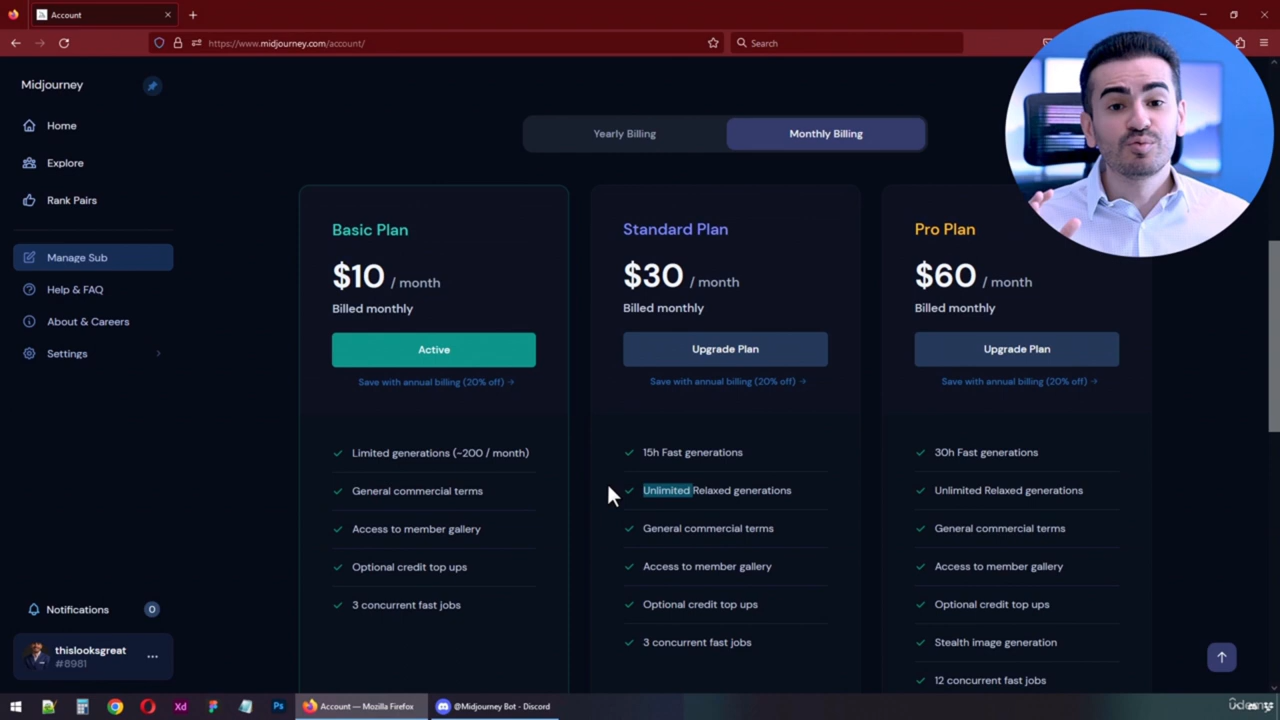 Account
https://www.midjourney.com/account/
Search
Midjourney
Home
Explore
Rank Pairs
Manage Sub
Help & FAQ
About & Careers
Settings
Notifications
0
thislooksgreat
#8981
Yearly Billing
Monthly Billing
Basic Plan
$10 / month
Billed monthly
Active
Save with annual billing (20% off) →
Limited generations (~200 / month)
General commercial terms
Access to member gallery
Optional credit top ups
3 concurrent fast jobs
Standard Plan
$30 / month
Billed monthly
Upgrade Plan
Save with annual billing (20% off) →
15h Fast generations
Unlimited Relaxed generations
General commercial terms
Access to member gallery
Optional credit top ups
3 concurrent fast jobs
Pro Plan
$60 / month
Billed monthly
Upgrade Plan
Save with annual billing (20% off) →
30h Fast generations
Unlimited Relaxed generations
General commercial terms
Access to member gallery
Optional credit top ups
Stealth image generation
12 concurrent fast jobs
Xd
Ps
Account — Mozilla Firefox
@Midjourney Bot - Discord
Udemy